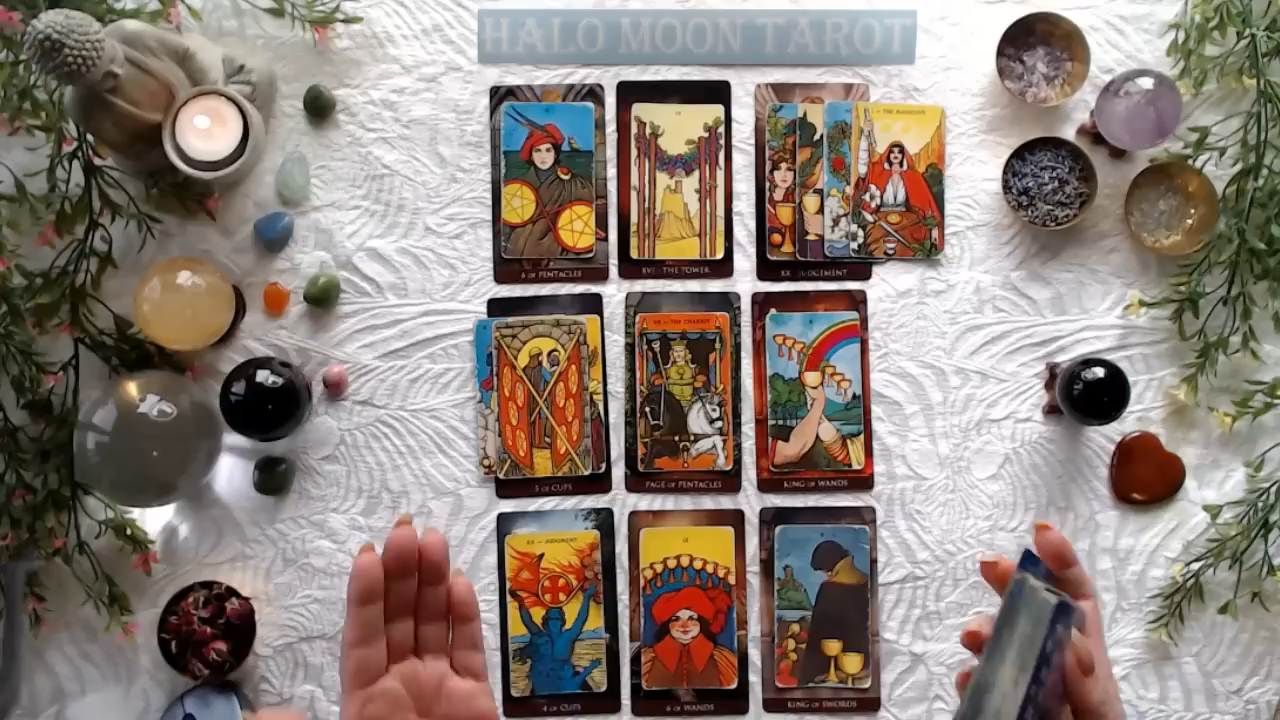 HALO MOON TAROT
I — THE MAGICIAN
6 OF PENTACLES
XVI - THE TOWER
XX JUDGEMENT
VII — THE CHARIOT
5 OF CUPS
PAGE OF PENTACLES
KING OF WANDS
XX — JUDGMENT
4 OF CUPS
6 OF WANDS
KING OF SWORDS